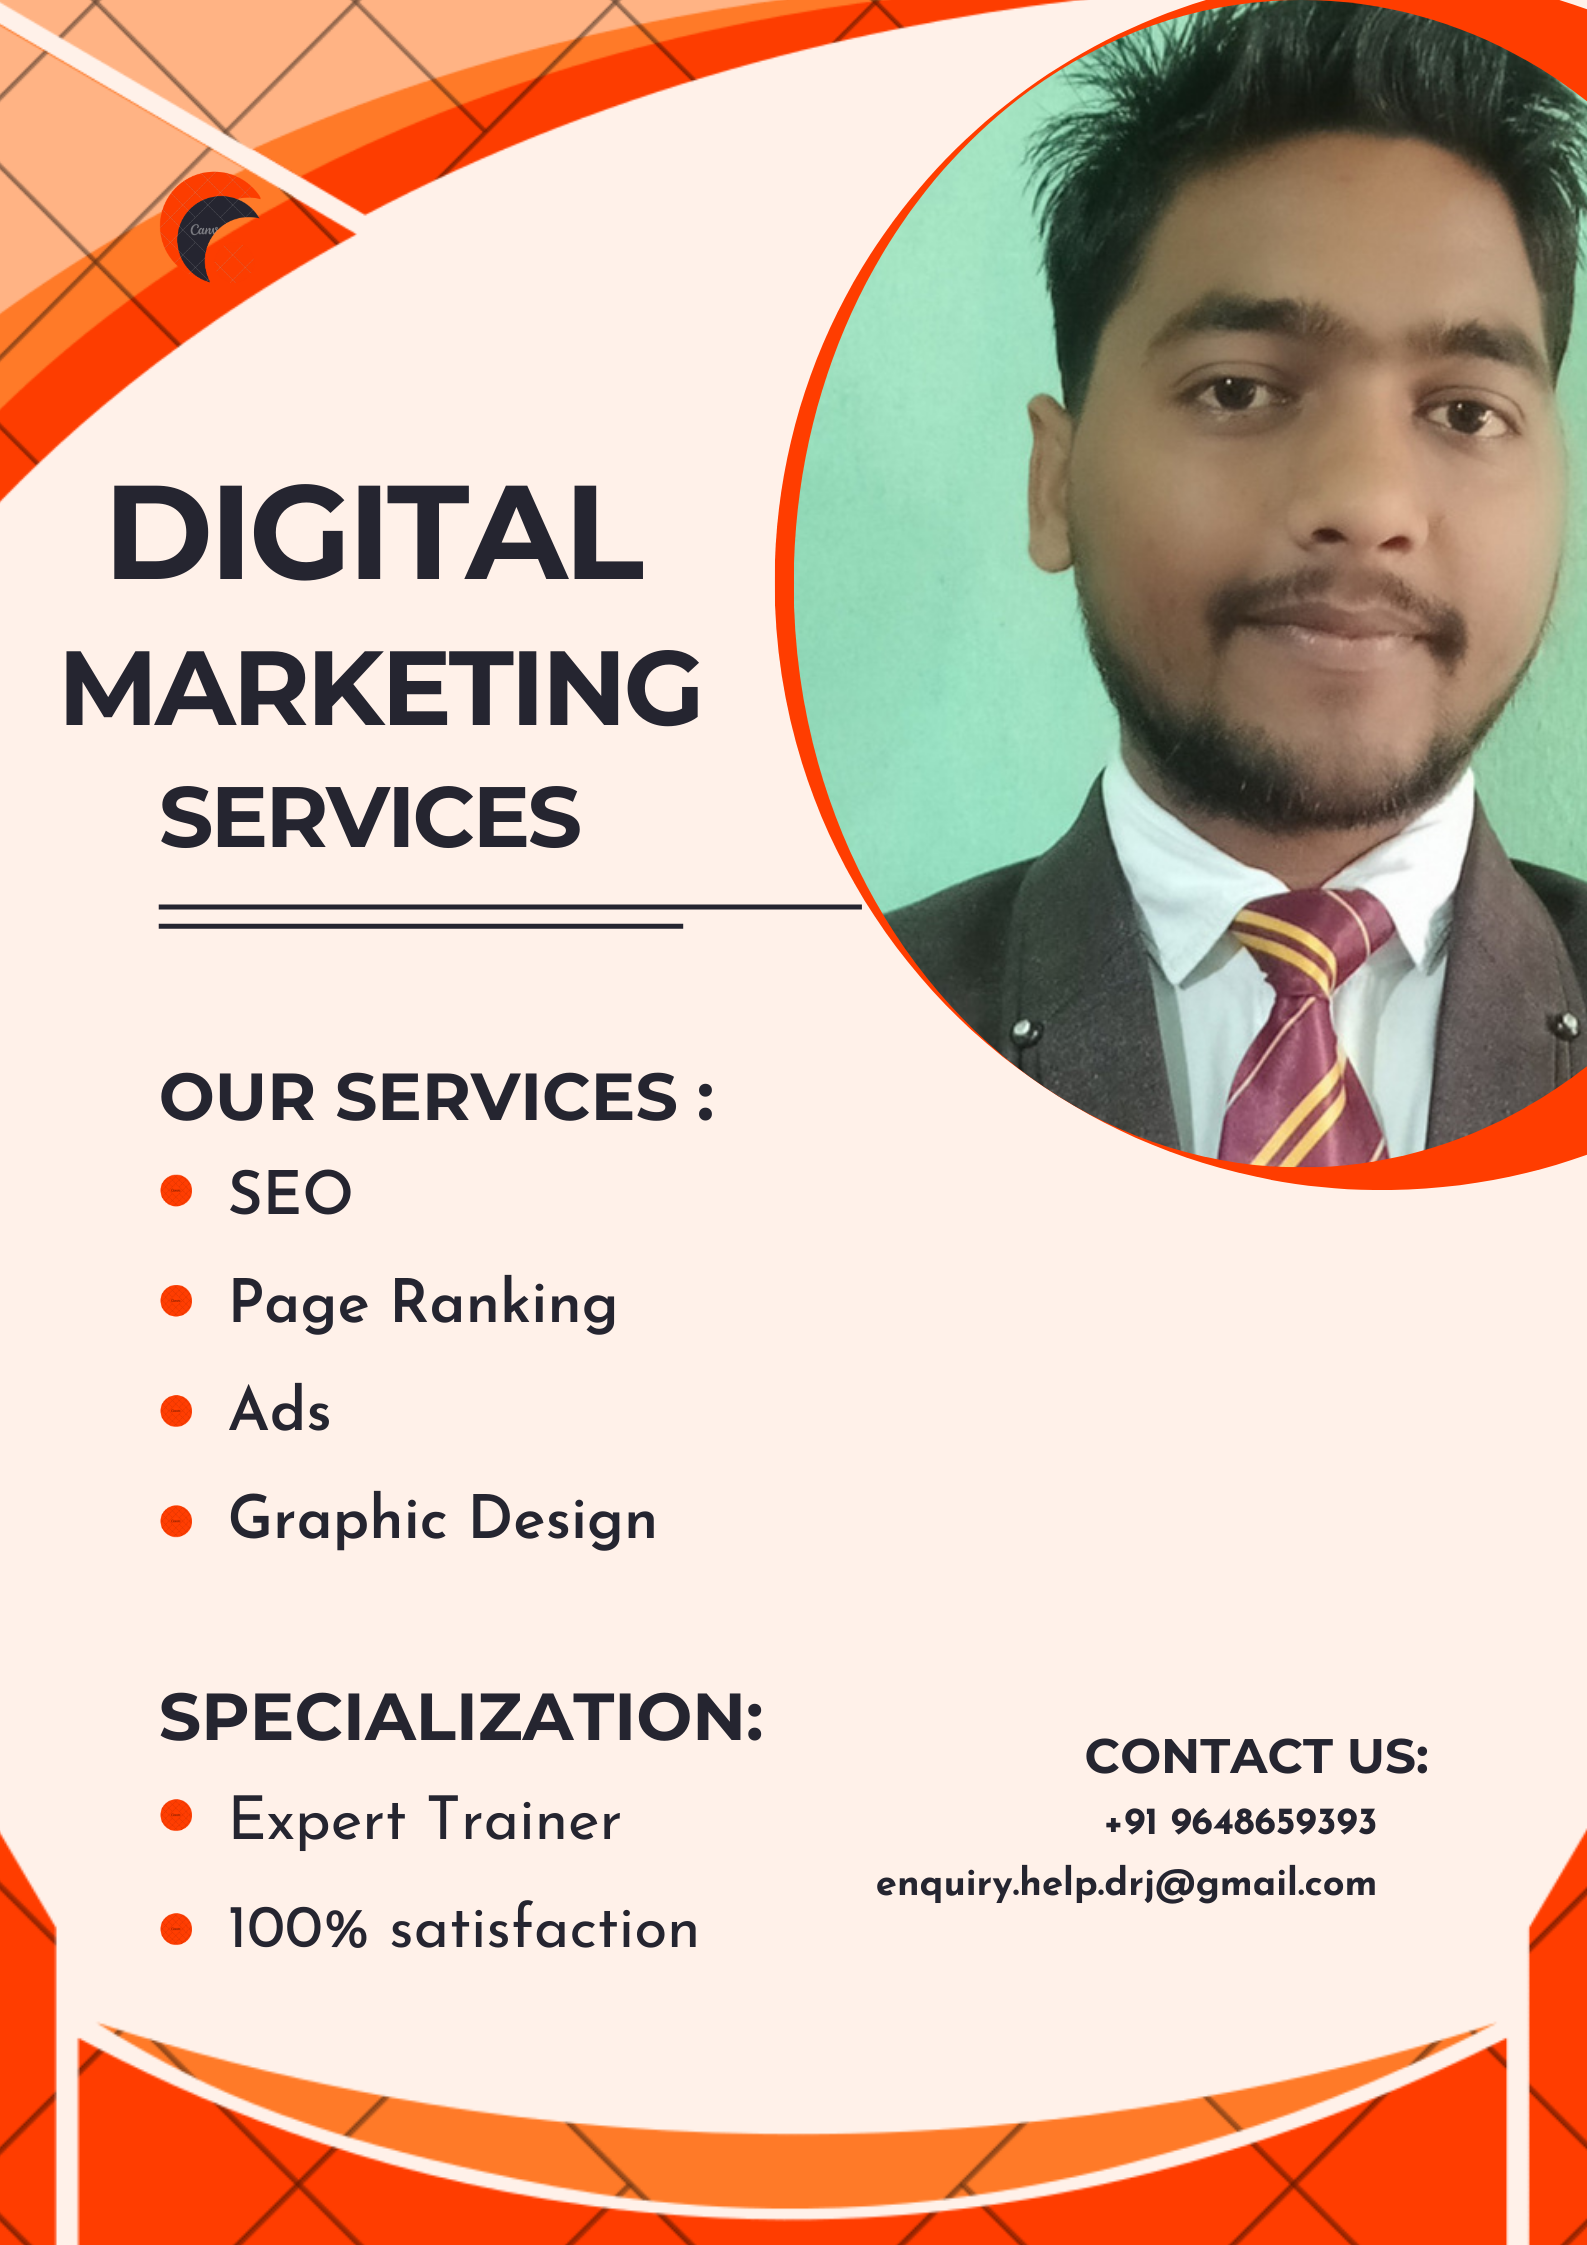 DIGITAL
MARKETING
SERVICES
OUR SERVICES :
SEO
Page Ranking
Ads
Graphic Design
SPECIALIZATION:
Expert Trainer
100% satisfaction
CONTACT US:
+91 9648659393
enquiry.help.drj@gmail.com